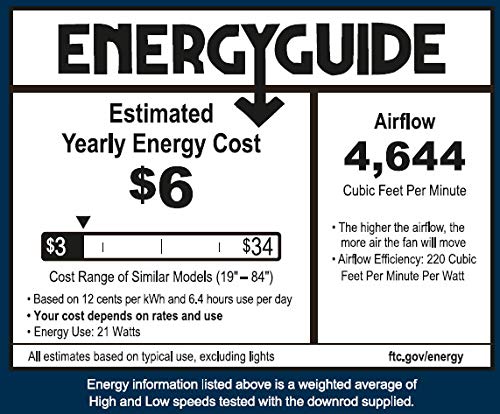 ENERGYGUIDE
Estimated
Yearly Energy Cost
$6
$3
$34
Cost Range of Similar Models (19" – 84")
• Based on 12 cents per kWh and 6.4 hours use per day
• Your cost depends on rates and use
• Energy Use: 21 Watts
Airflow
4,644
Cubic Feet Per Minute
• The higher the airflow, the
more air the fan will move
• Airflow Efficiency: 220 Cubic
Feet Per Minute Per Watt
All estimates based on typical use, excluding lights
ftc.gov/energy
Energy information listed above is a weighted average of
High and Low speeds tested with the downrod supplied.